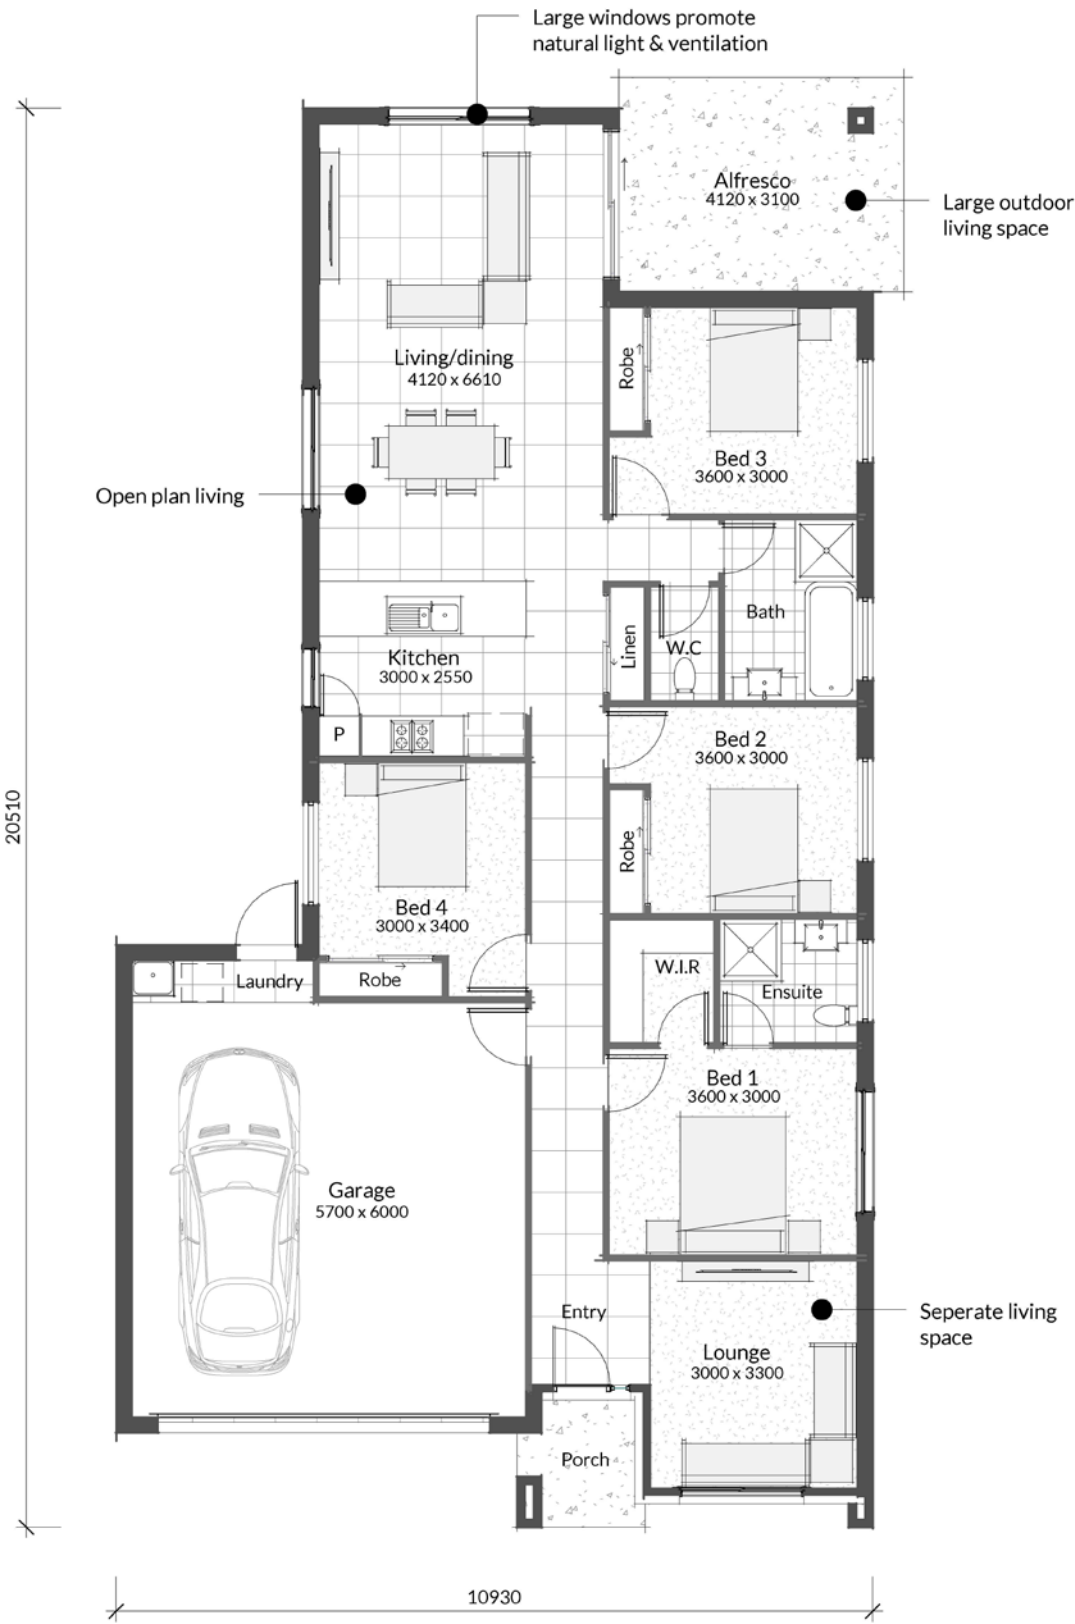 Large windows promote
natural light & ventilation
Alfresco
4120 x 3100
Large outdoor
living space
Living/dining
4120 x 6610
Robe
Bed 3
3600 x 3000
Open plan living
Bath
Linen
W.C
Kitchen
3000 x 2550
P
Bed 2
3600 x 3000
20510
Robe
Bed 4
3000 x 3400
W.I.R
Laundry
Robe
Ensuite
Bed 1
3600 x 3000
Garage
5700 x 6000
Entry
Seperate living
space
Lounge
3000 x 3300
Porch
10930